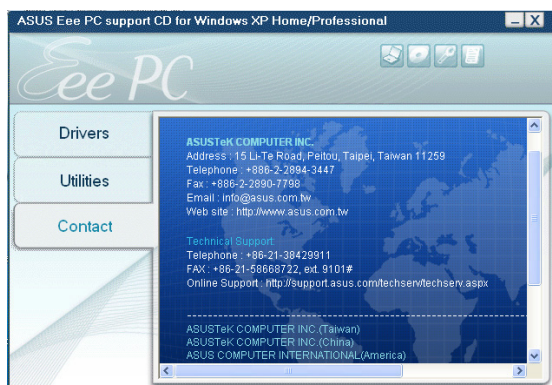 ASUS Eee PC support CD for Windows XP Home/Professional
Eee PC
Drivers
Utilities
Contact
ASUSTeK COMPUTER INC.
Address : 15 Li-Te Road, Peitou, Taipei, Taiwan 11259
Telephone : +886-2-2894-3447
Fax : +886-2-2890-7798
Email : info@asus.com.tw
Web site : http://www.asus.com.tw
Technical Support:
Telephone : +86-21-38429911
FAX : +86-21-58668722, ext. 9101#
Online Support : http://support.asus.com/techserv/techserv.aspx
ASUSTeK COMPUTER INC.(Taiwan)
ASUSTeK COMPUTER INC.(China)
ASUS COMPUTER INTERNATIONAL(America)